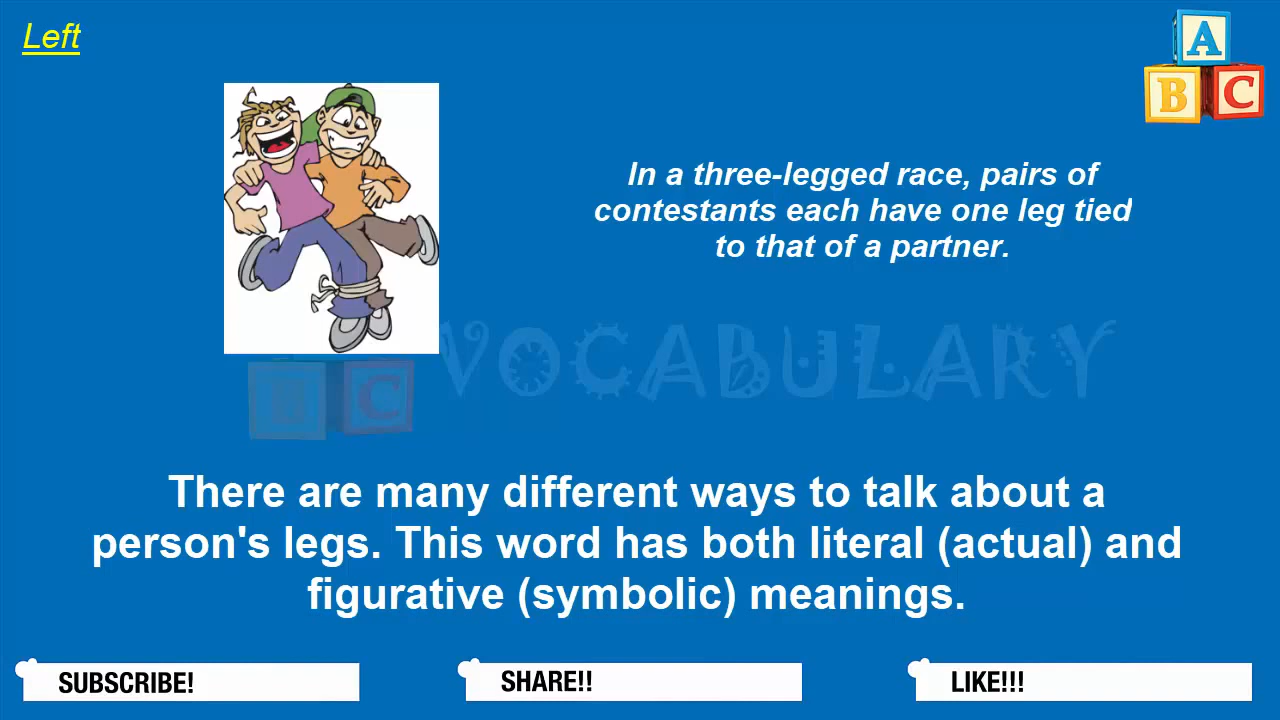 Left
A
B C
In a three-legged race, pairs of
contestants each have one leg tied
to that of a partner.
B C VOCABULARY
There are many different ways to talk about a
person's legs. This word has both literal (actual) and
figurative (symbolic) meanings.
SUBSCRIBE!
SHARE!!
LIKE!!!